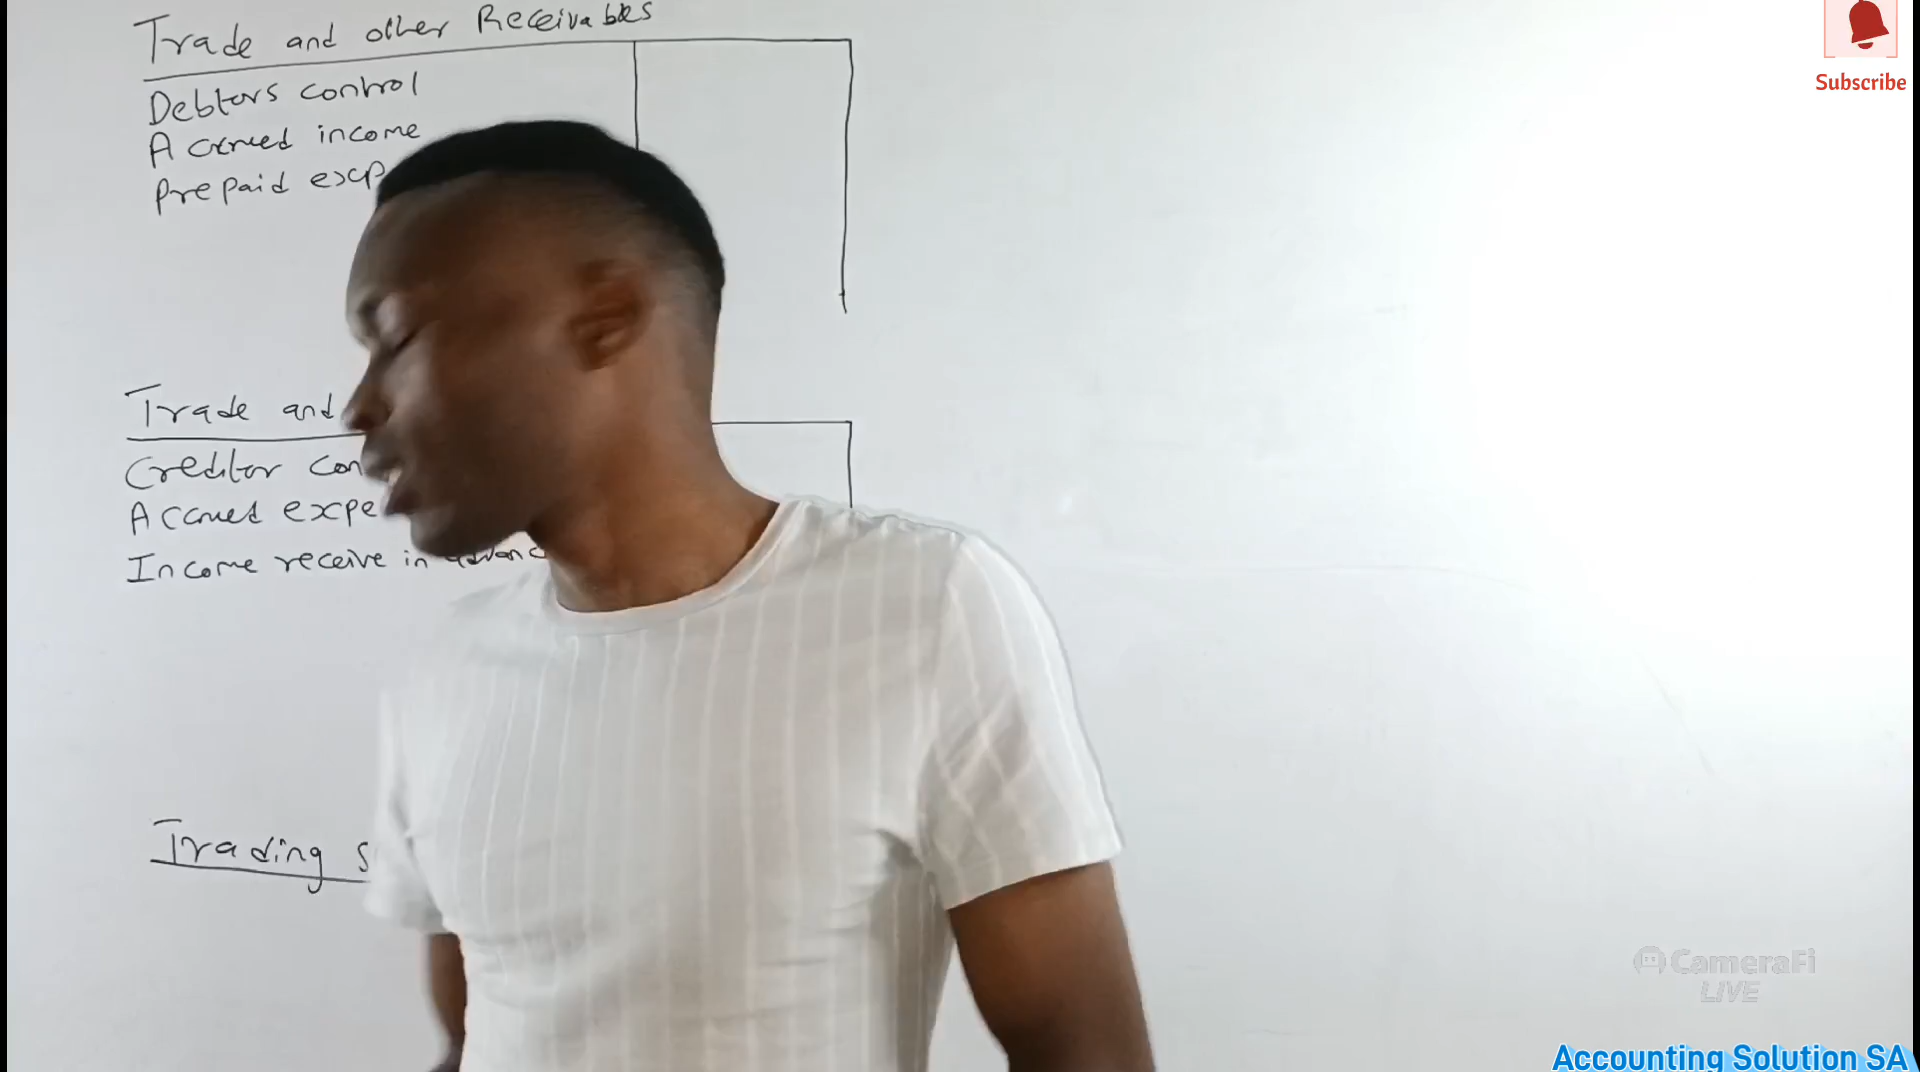 Trade and other Receivables
Debtors control
Accrued income
Prepaid exp
Trade and
Creditor con
Accrued expe
Income receive in advanc
Trading s
Subscribe
CameraFi
LIVE
Accounting Solution SA